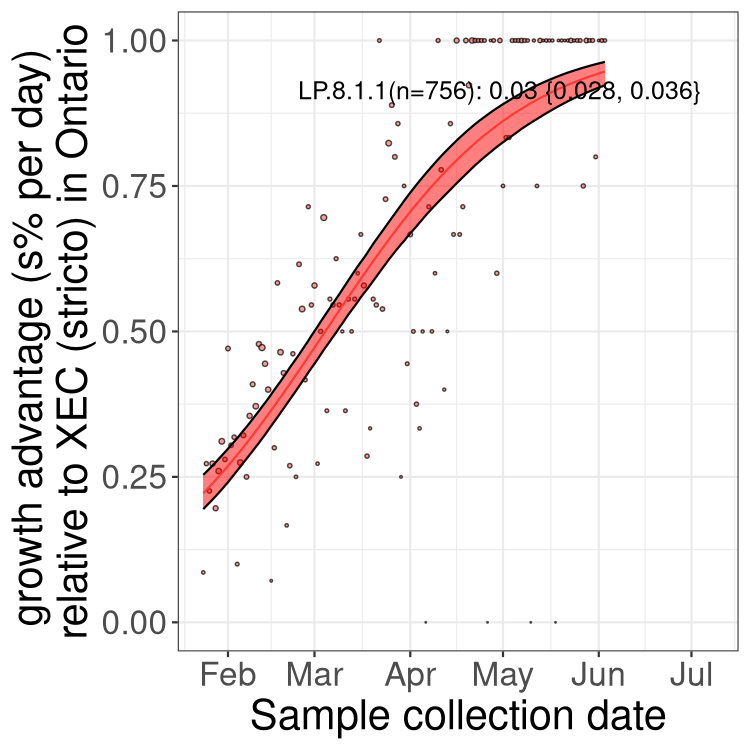 growth advantage (s% per day)
relative to XEC (stricto) in Ontario
1.00
0.75
0.50
0.25
0.00
LP.8.1.1(n=756): 0.03 {0.028, 0.036}
Feb Mar Apr May Jun Jul
Sample collection date